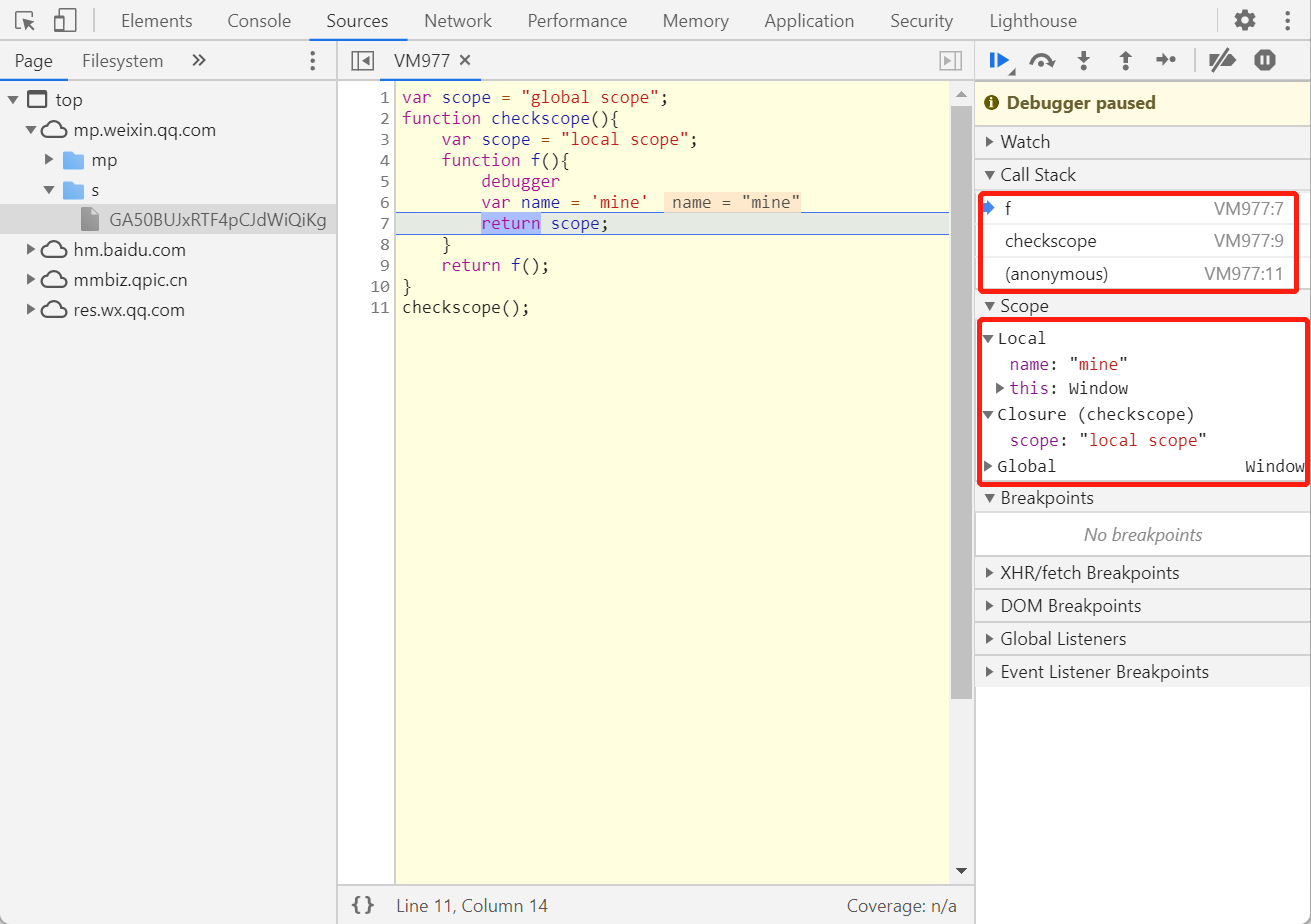 Elements Console Sources Network Performance Memory Application Security Lighthouse
Page Filesystem »
VM977 ×
top
mp.weixin.qq.com
mp
s
GA50BUJxRTF4pCJdWiQiKg
hm.baidu.com
mmbiz.qpic.cn
res.wx.qq.com
1 var scope = "global scope";
2 function checkscope(){
3 var scope = "local scope";
4 function f(){
5 debugger
6 var name = 'mine' name = "mine"
7 return scope;
8 }
9 return f();
10 }
11 checkscope();
{} Line 11, Column 14 Coverage: n/a
Debugger paused
Watch
Call Stack
f VM977:7
checkscope VM977:9
(anonymous) VM977:11
Scope
Local
name: "mine"
this: Window
Closure (checkscope)
scope: "local scope"
Global Window
Breakpoints
No breakpoints
XHR/fetch Breakpoints
DOM Breakpoints
Global Listeners
Event Listener Breakpoints